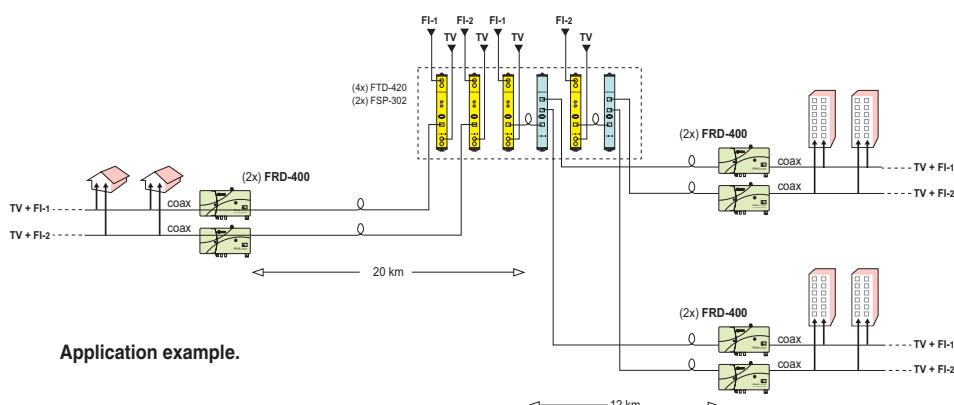 FI-1 FI-2 FI-1 FI-2
TV TV TV TV
(4x) FTD-420
(2x) FSP-302
(2x) FRD-400
coax
TV + FI-1
TV + FI-2
(2x) FRD-400
coax
TV + FI-1
TV + FI-2
20 km
(2x) FRD-400
coax
TV + FI-1
TV + FI-2
Application example.
12 km